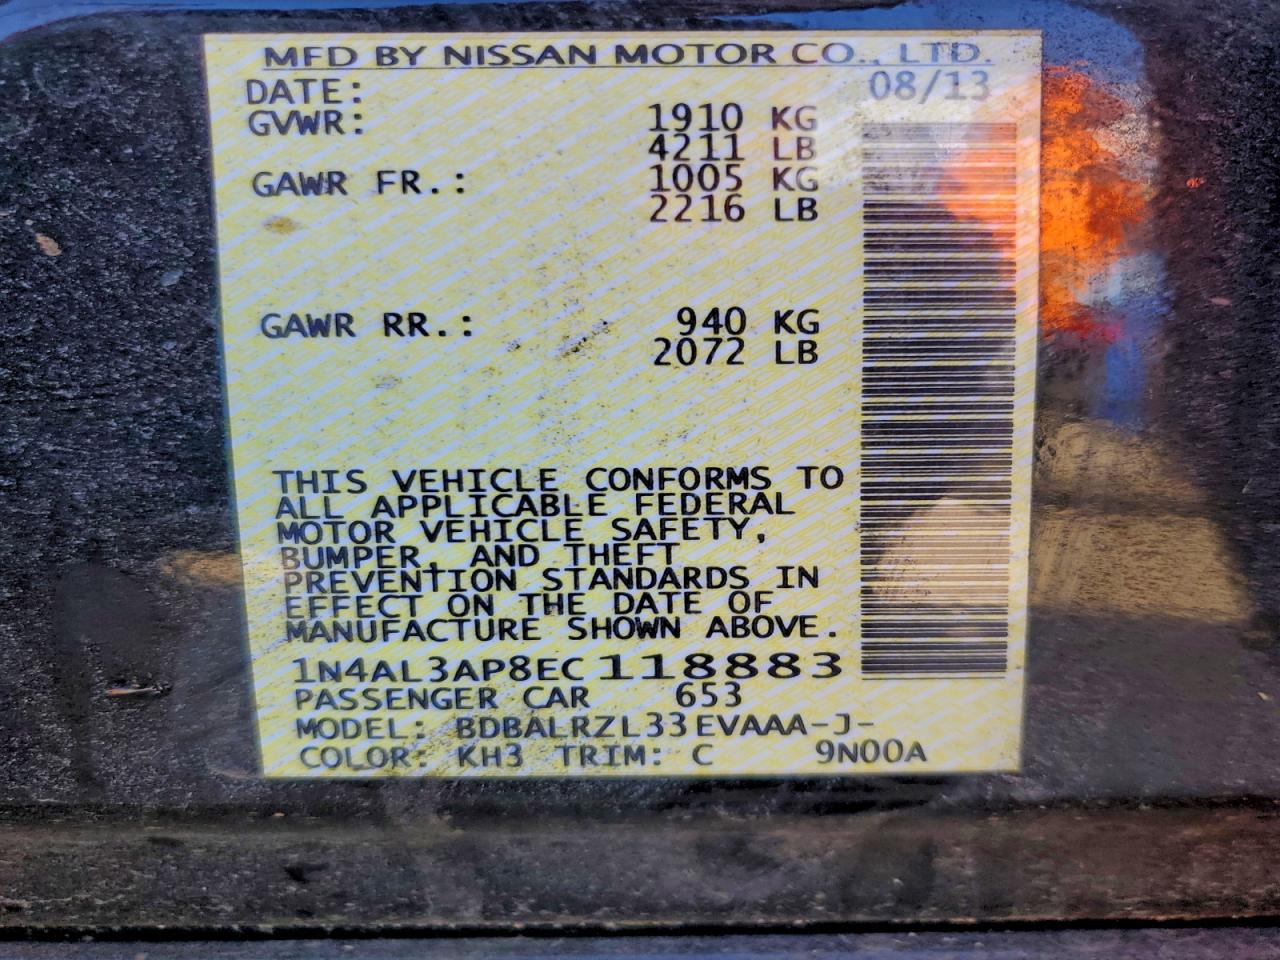 MFD BY NISSAN MOTOR CO., LTD.
DATE: 08/13
GVWR: 1910 KG
4211 LB
GAWR FR.: 1005 KG
2216 LB
GAWR RR.: 940 KG
2072 LB
THIS VEHICLE CONFORMS TO
ALL APPLICABLE FEDERAL
MOTOR VEHICLE SAFETY,
BUMPER, AND THEFT
PREVENTION STANDARDS IN
EFFECT ON THE DATE OF
MANUFACTURE SHOWN ABOVE.
1N4AL3AP8EC118883
PASSENGER CAR 653
MODEL: BDBALRZL33EVAAA-J-
COLOR: KH3 TRIM: C 9N00A